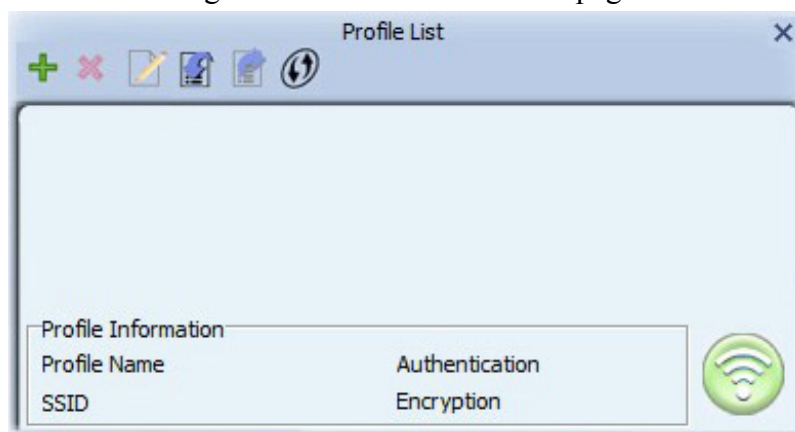 Profile List
Profile Information
Profile Name Authentication
SSID Encryption